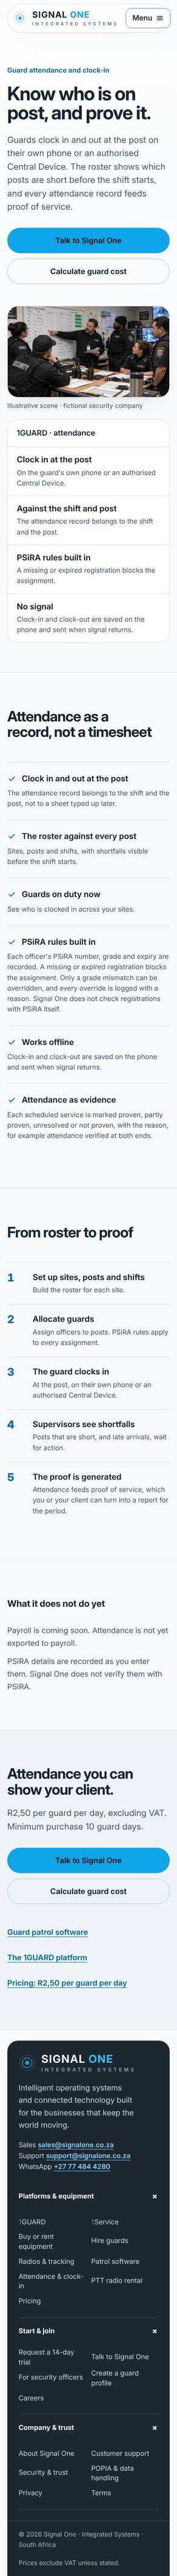 SIGNAL ONE
INTEGRATED SYSTEMS
Menu
Guard attendance and clock-in
Know who is on
post, and prove it.
Guards clock in and out at the post on
their own phone or an authorised
Central Device. The roster shows which
posts are short before the shift starts,
and every attendance record feeds
proof of service.
Talk to Signal One
Calculate guard cost
SECURITY
Illustrative scene · fictional security company
1GUARD · attendance
Clock in at the post
On the guard's own phone or an authorised
Central Device.
Against the shift and post
The attendance record belongs to the shift
and the post.
PSiRA rules built in
A missing or expired registration blocks the
assignment.
No signal
Clock-in and clock-out are saved on the
phone and sent when signal returns.
Attendance as a
record, not a timesheet
Clock in and out at the post
The attendance record belongs to the shift and the
post, not to a sheet typed up later.
The roster against every post
Sites, posts and shifts, with shortfalls visible
before the shift starts.
Guards on duty now
See who is clocked in across your sites.
PSiRA rules built in
Each officer's PSiRA number, grade and expiry are
recorded. A missing or expired registration blocks
the assignment. Only a grade mismatch can be
overridden, and every override is logged with a
reason. Signal One does not check registrations
with PSiRA itself.
Works offline
Clock-in and clock-out are saved on the phone
and sent when signal returns.
Attendance as evidence
Each scheduled service is marked proven, partly
proven, unresolved or not proven, with the reason,
for example attendance verified at both ends.
From roster to proof
1
Set up sites, posts and shifts
Build the roster for each site.
2
Allocate guards
Assign officers to posts. PSiRA rules apply
to every assignment.
3
The guard clocks in
At the post, on their own phone or an
authorised Central Device.
4
Supervisors see shortfalls
Posts that are short, and late arrivals, wait
for action.
5
The proof is generated
Attendance feeds proof of service, which
you or your client can turn into a report for
the period.
What it does not do yet
Payroll is coming soon. Attendance is not yet
exported to payroll.
PSiRA details are recorded as you enter
them. Signal One does not verify them with
PSiRA.
Attendance you can
show your client.
R2,50 per guard per day, excluding VAT.
Minimum purchase 10 guard days.
Talk to Signal One
Calculate guard cost
Guard patrol software
The 1GUARD platform
Pricing: R2,50 per guard per day
SIGNAL ONE
INTEGRATED SYSTEMS
Intelligent operating systems
and connected technology built
for the businesses that keep the
world moving.
Sales sales@signalone.co.za
Support support@signalone.co.za
WhatsApp +27 77 484 4280
Platforms & equipment
1GUARD
1Service
Buy or rent
equipment
Hire guards
Radios & tracking
Patrol software
Attendance & clock-
in
PTT radio rental
Pricing
Start & join
Request a 14-day
trial
Talk to Signal One
For security officers
Create a guard
profile
Careers
Company & trust
About Signal One
Customer support
Security & trust
POPIA & data
handling
Privacy
Terms
© 2026 Signal One · Integrated Systems ·
South Africa
Prices exclude VAT unless stated.